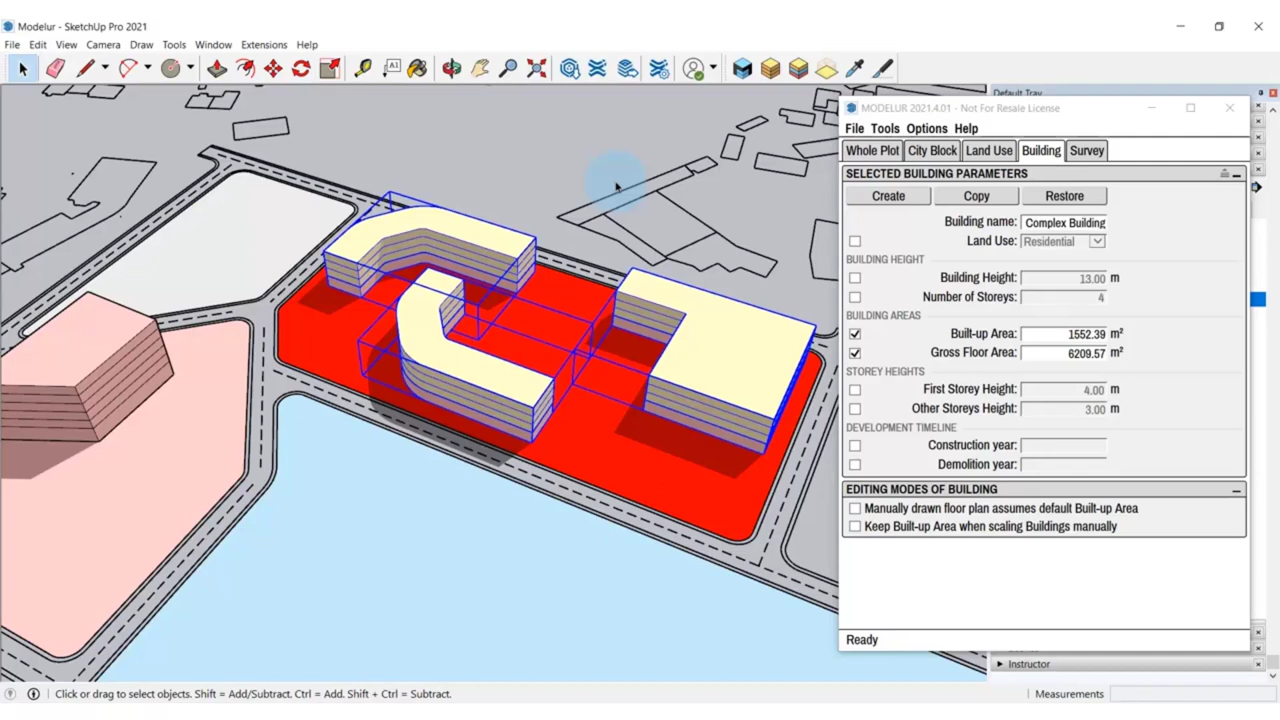 Modelur - SketchUp Pro 2021
File Edit View Camera Draw Tools Window Extensions Help
A1
Default Tray
MODELUR 2021.4.01 - Not For Resale License
File Tools Options Help
Whole Plot City Block Land Use Building Survey
SELECTED BUILDING PARAMETERS
Create Copy Restore
Building name: Complex Building
Land Use: Residential
BUILDING HEIGHT
Building Height: 13.00 m
Number of Storeys: 4
BUILDING AREAS
Built-up Area: 1552.39 m²
Gross Floor Area: 6209.57 m²
STOREY HEIGHTS
First Storey Height: 4.00 m
Other Storeys Height: 3.00 m
DEVELOPMENT TIMELINE
Construction year:
Demolition year:
EDITING MODES OF BUILDING
Manually drawn floor plan assumes default Built-up Area
Keep Built-up Area when scaling Buildings manually
Ready
Instructor
Click or drag to select objects. Shift = Add/Subtract. Ctrl = Add. Shift + Ctrl = Subtract.
Measurements